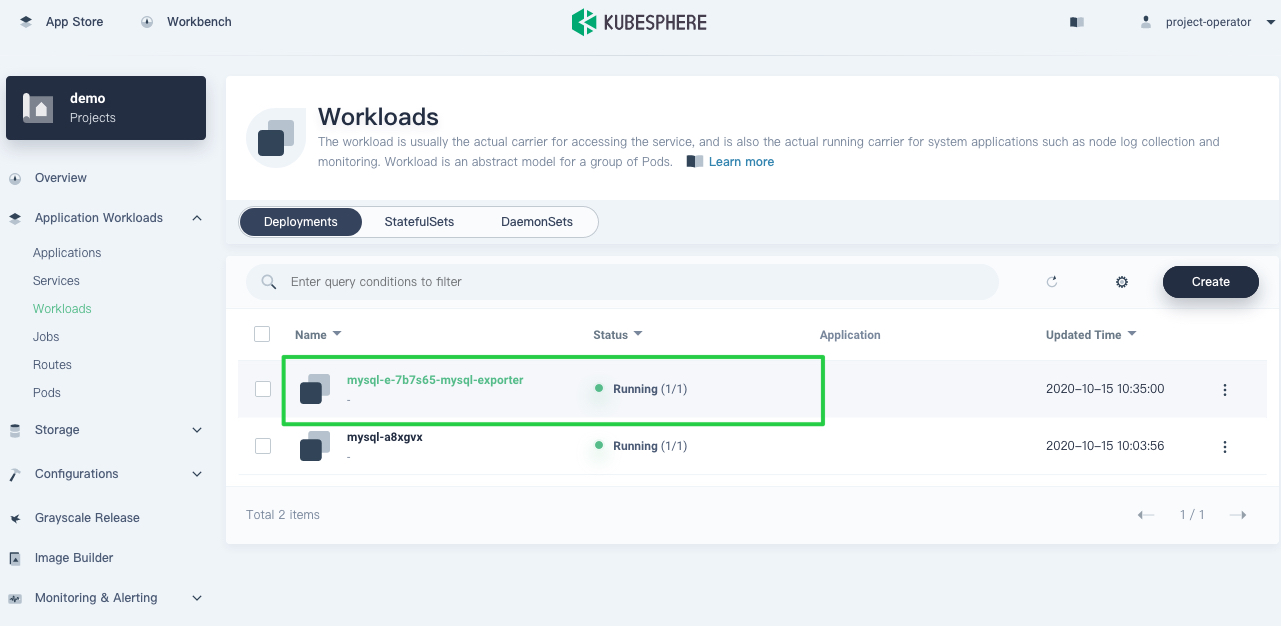 App Store
Workbench
KUBESPHERE
project-operator
demo
Projects
Overview
Application Workloads
Applications
Services
Workloads
Jobs
Routes
Pods
Storage
Configurations
Grayscale Release
Image Builder
Monitoring & Alerting
Workloads
The workload is usually the actual carrier for accessing the service, and is also the actual running carrier for system applications such as node log collection and
monitoring. Workload is an abstract model for a group of Pods. Learn more
Deployments StatefulSets DaemonSets
Enter query conditions to filter
Create
Name Status Application Updated Time
mysql-e-7b7s65-mysql-exporter
-
Running (1/1)
2020-10-15 10:35:00
mysql-a8xgvx
-
Running (1/1)
2020-10-15 10:03:56
Total 2 items
1 / 1